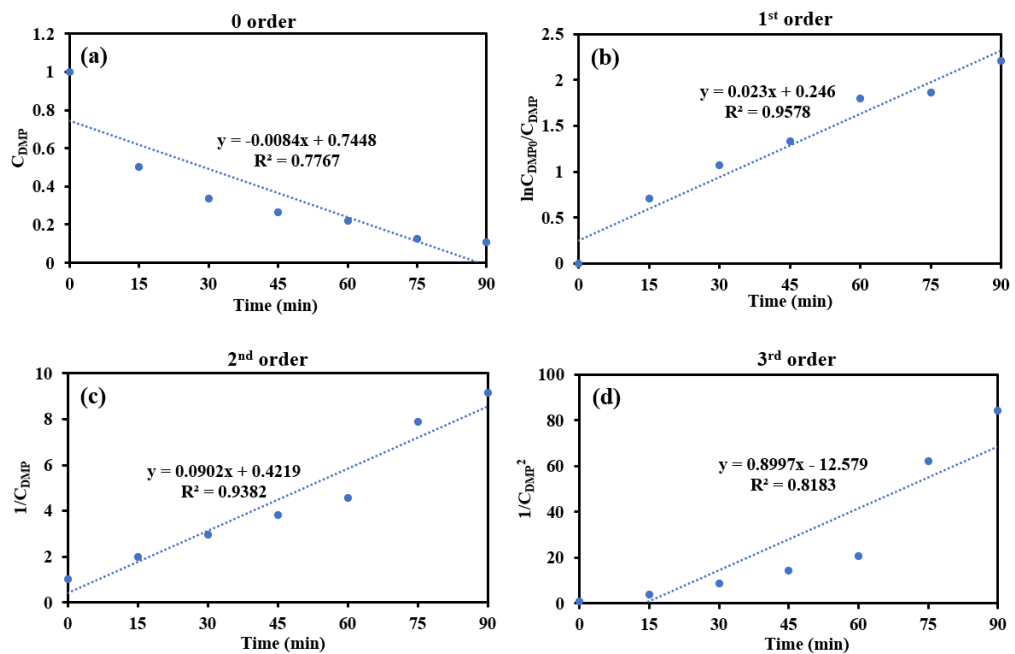 0 order
(a)
1.2
1
0.8
0.6
0.4
0.2
0
C_DMP
y = -0.0084x + 0.7448
R² = 0.7767
0 15 30 45 60 75 90
Time (min)
1st order
(b)
2.5
2
1.5
1
0.5
0
lnC_DMP0/C_DMP
y = 0.023x + 0.246
R² = 0.9578
0 15 30 45 60 75 90
Time (min)
2nd order
(c)
10
8
6
4
2
0
1/C_DMP
y = 0.0902x + 0.4219
R² = 0.9382
0 15 30 45 60 75 90
Time (min)
3rd order
(d)
100
80
60
40
20
0
1/C_DMP²
y = 0.8997x - 12.579
R² = 0.8183
0 15 30 45 60 75 90
Time (min)